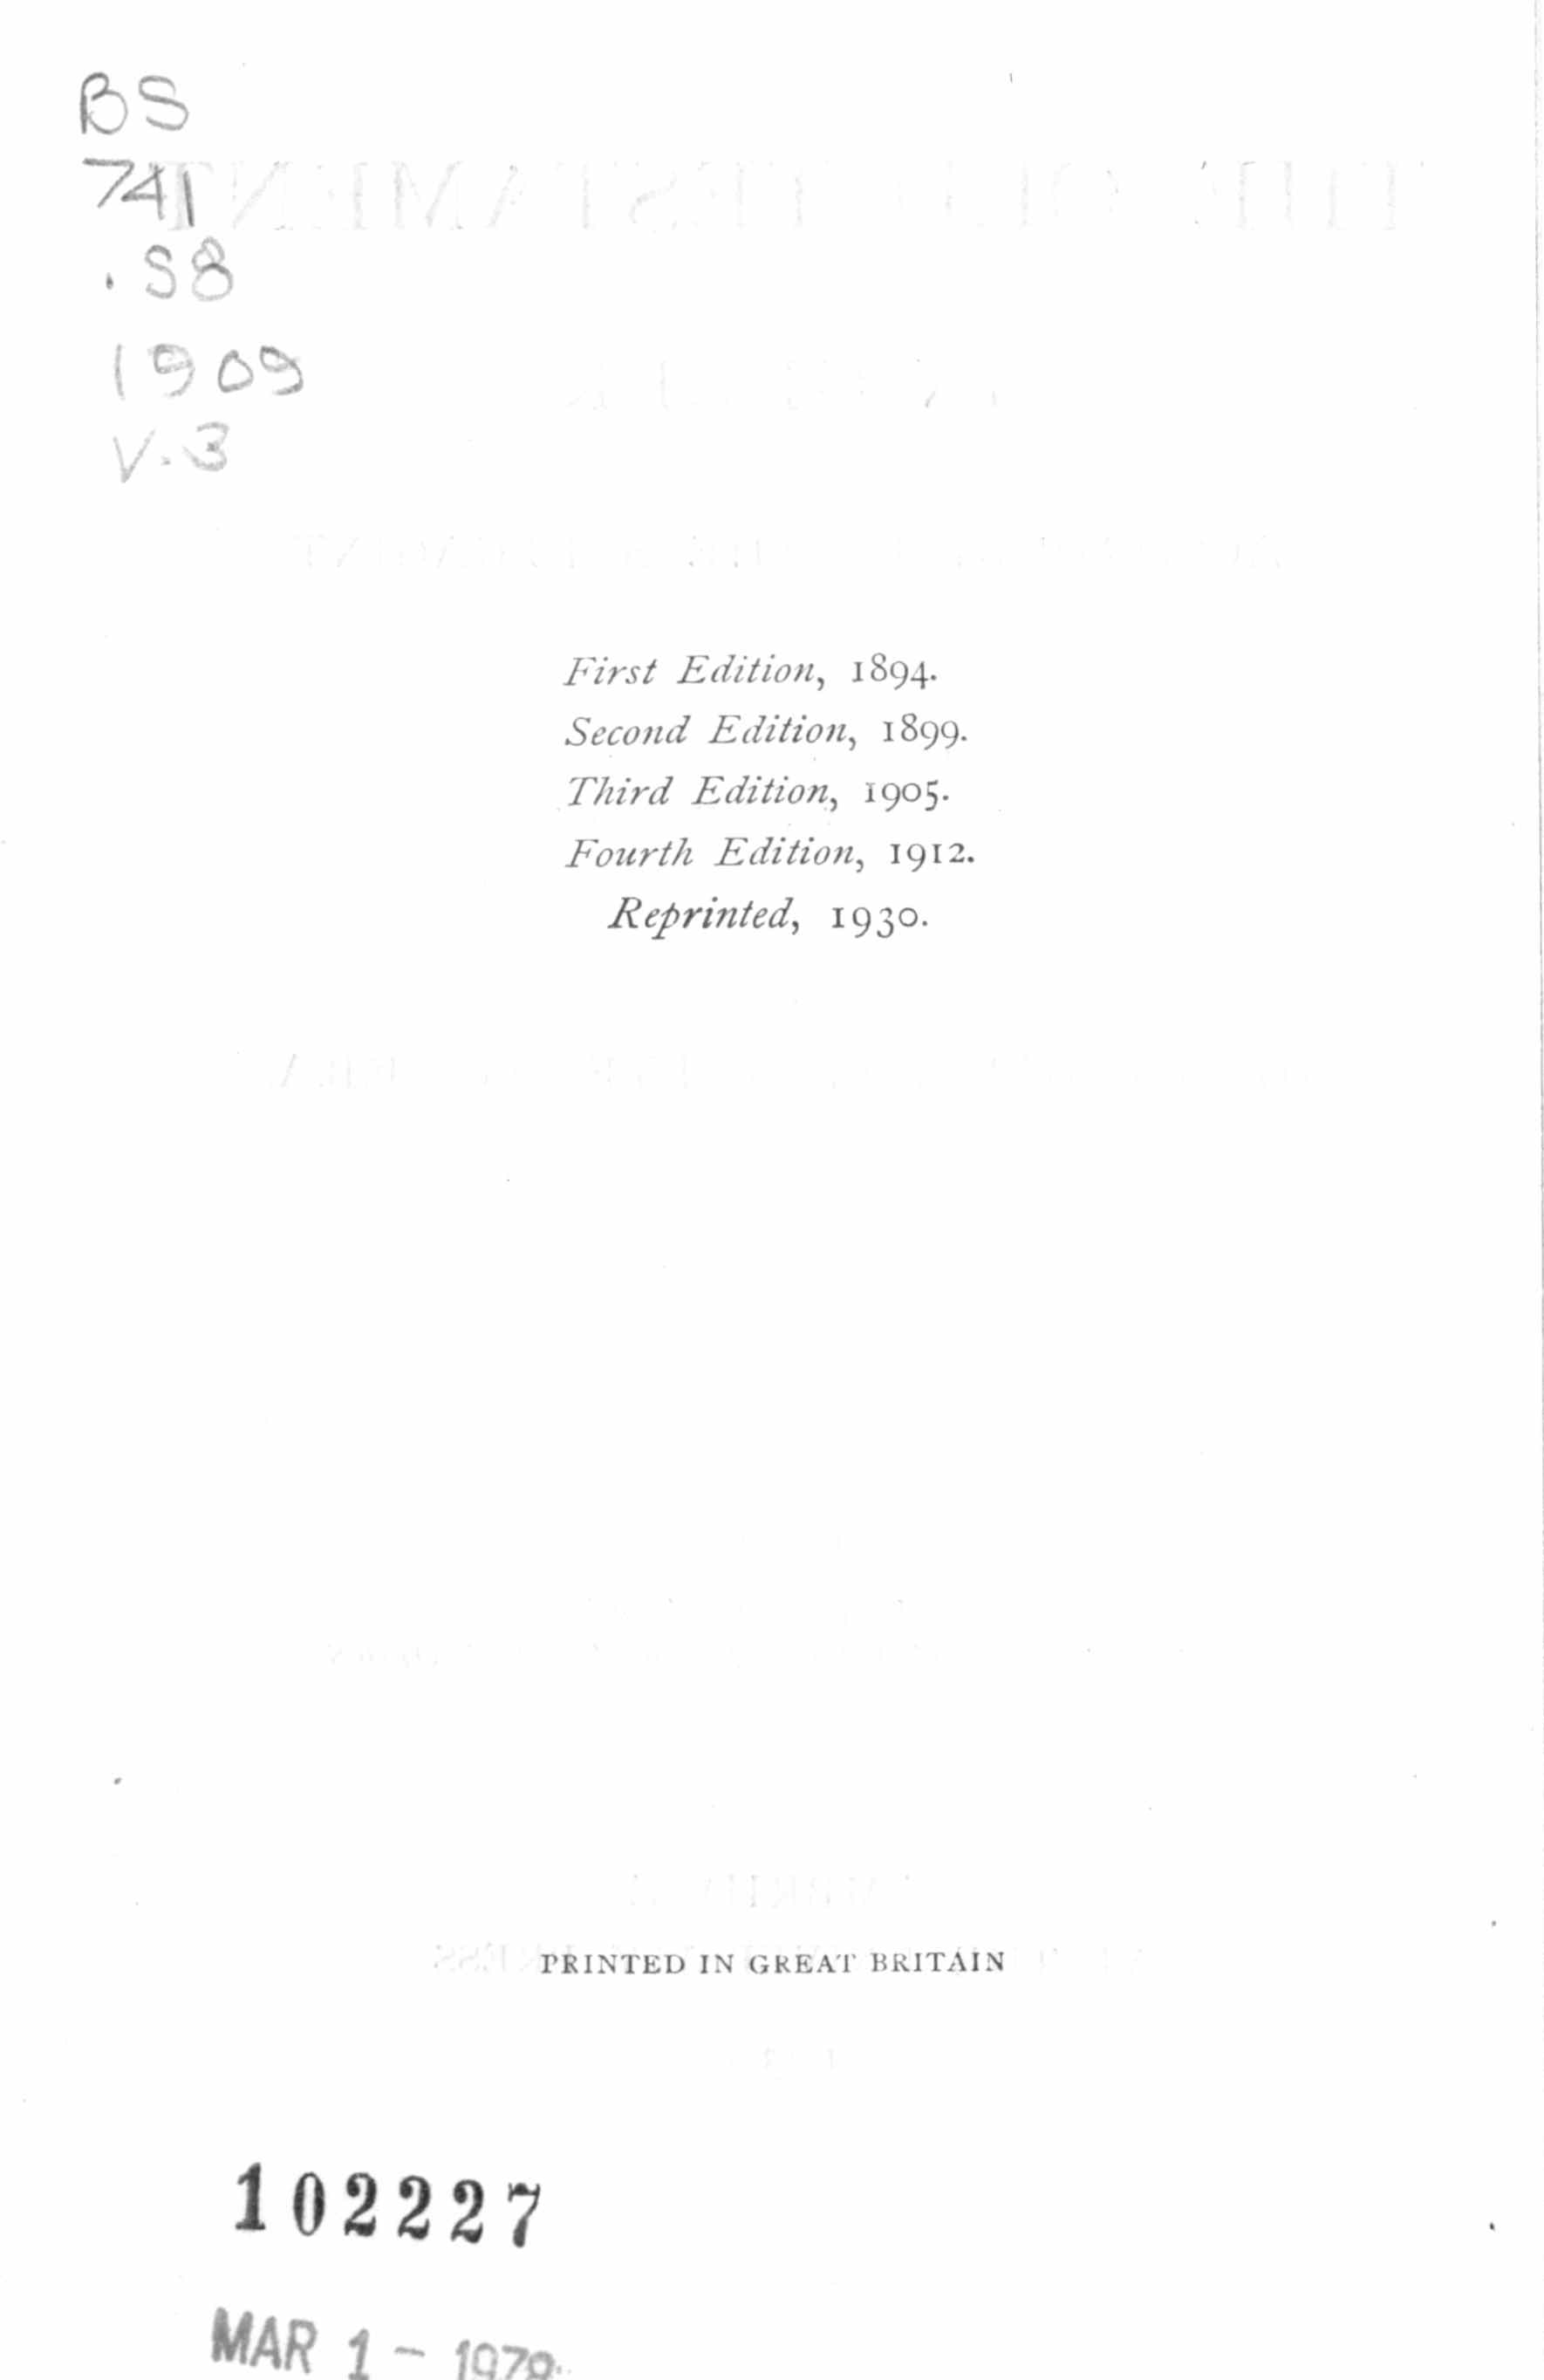 BS
741
.S8
1909
V.3
First Edition, 1894.
Second Edition, 1899.
Third Edition, 1905.
Fourth Edition, 1912.
Reprinted, 1930.
PRINTED IN GREAT BRITAIN
102227
MAR 1 -